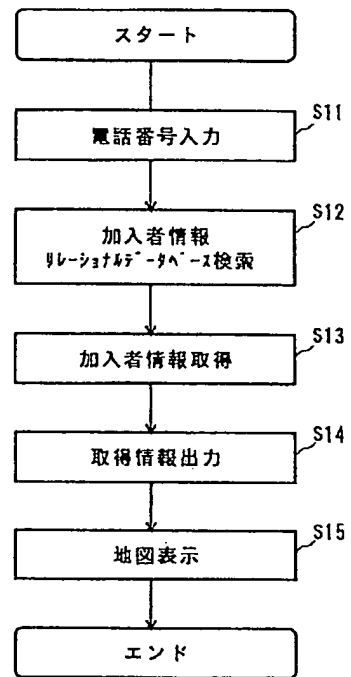 スタート
S11
電話番号入力
S12
加入者情報
ﾘﾚｰｼｮﾅﾙﾃﾞｰﾀﾍﾞｰｽ検索
S13
加入者情報取得
S14
取得情報出力
S15
地図表示
エンド